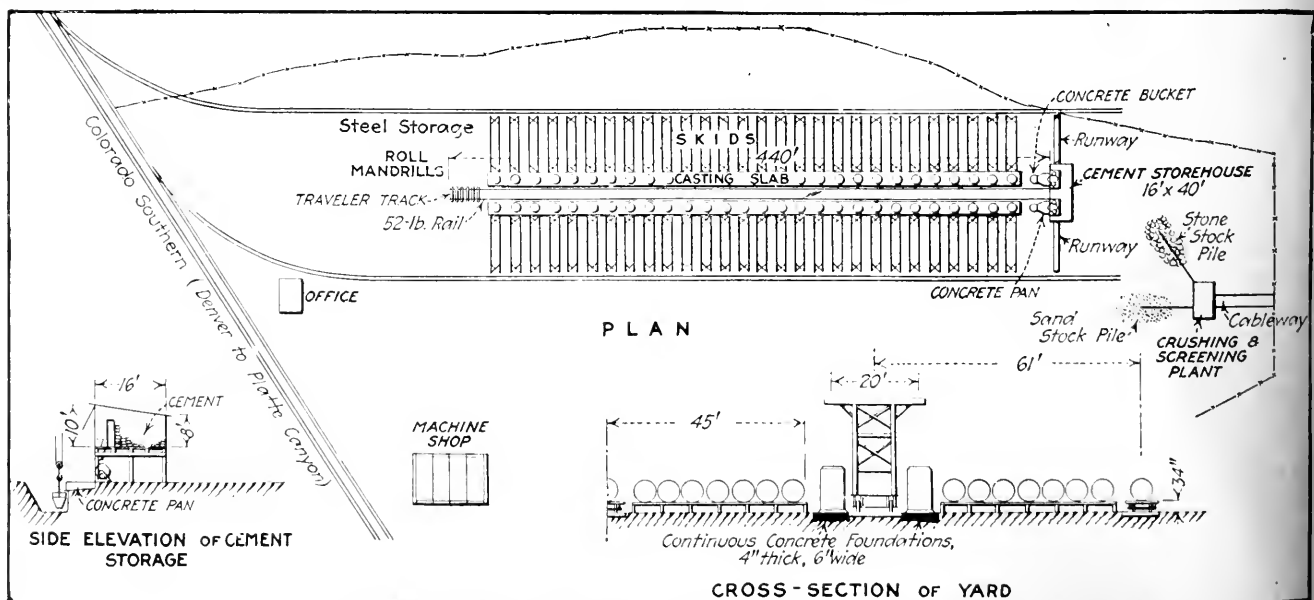 CONCRETE BUCKET
Steel Storage
SKIDS
Runway
ROLL
MANDRILLS
440'
CASTING SLAB
CEMENT STOREHOUSE
16' x 40'
TRAVELER TRACK
52-lb. Rail
Stone
Stock
Pile
Runway
Colorado Southern (Denver to Platte Canyon)
OFFICE
CONCRETE PAN
PLAN
Sand
Stock Pile
Cableway
CRUSHING &
SCREENING
PLANT
61'
16'
20'
CEMENT
10'
8'
45'
MACHINE
SHOP
34"
CONCRETE PAN
SIDE ELEVATION OF CEMENT
STORAGE
Continuous Concrete Foundations,
4" thick, 6" wide
CROSS-SECTION OF YARD